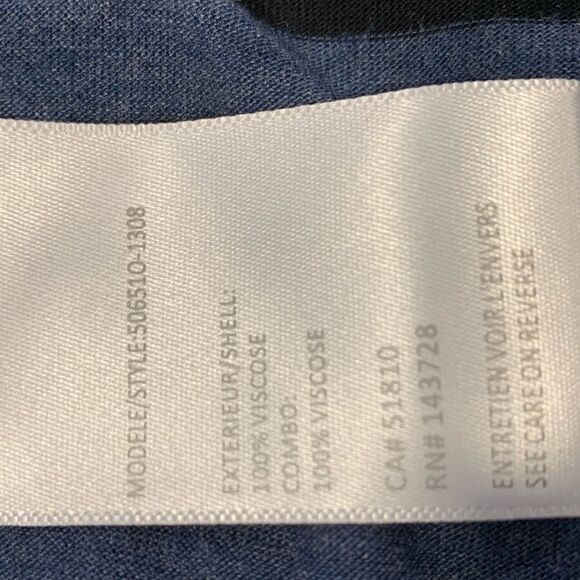 MODELE/STYLE:506510-1308
EXTERIEUR/SHELL:
100% VISCOSE
COMBO:
100% VISCOSE
CA# 51810
RN# 143728
ENTRETIEN VOIR L'ENVERS
SEE CARE ON REVERSE